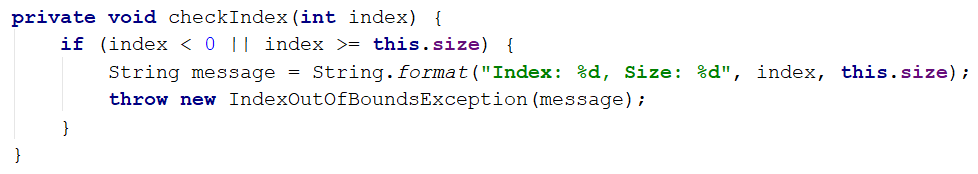 private void checkIndex(int index) {
    if (index < 0 || index >= this.size) {
        String message = String.format("Index: %d, Size: %d", index, this.size);
        throw new IndexOutOfBoundsException(message);
    }
}